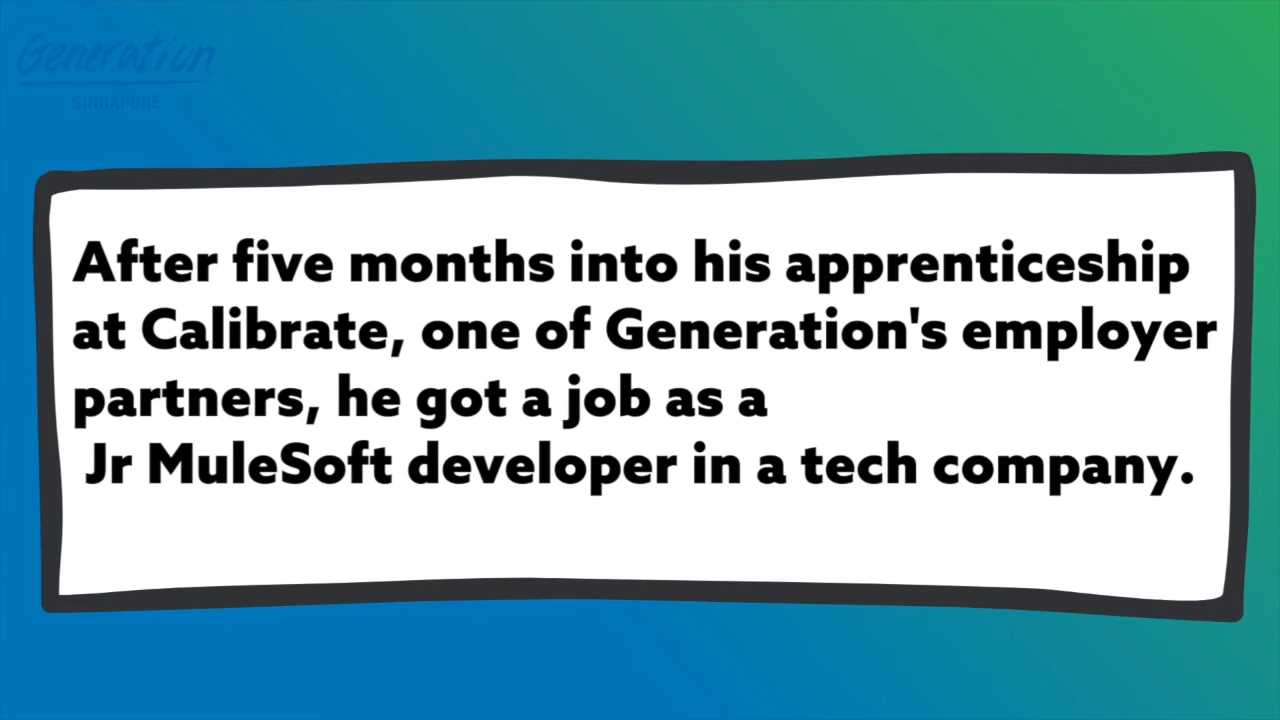 Generation
SINGAPORE
After five months into his apprenticeship
at Calibrate, one of Generation's employer
partners, he got a job as a
Jr MuleSoft developer in a tech company.